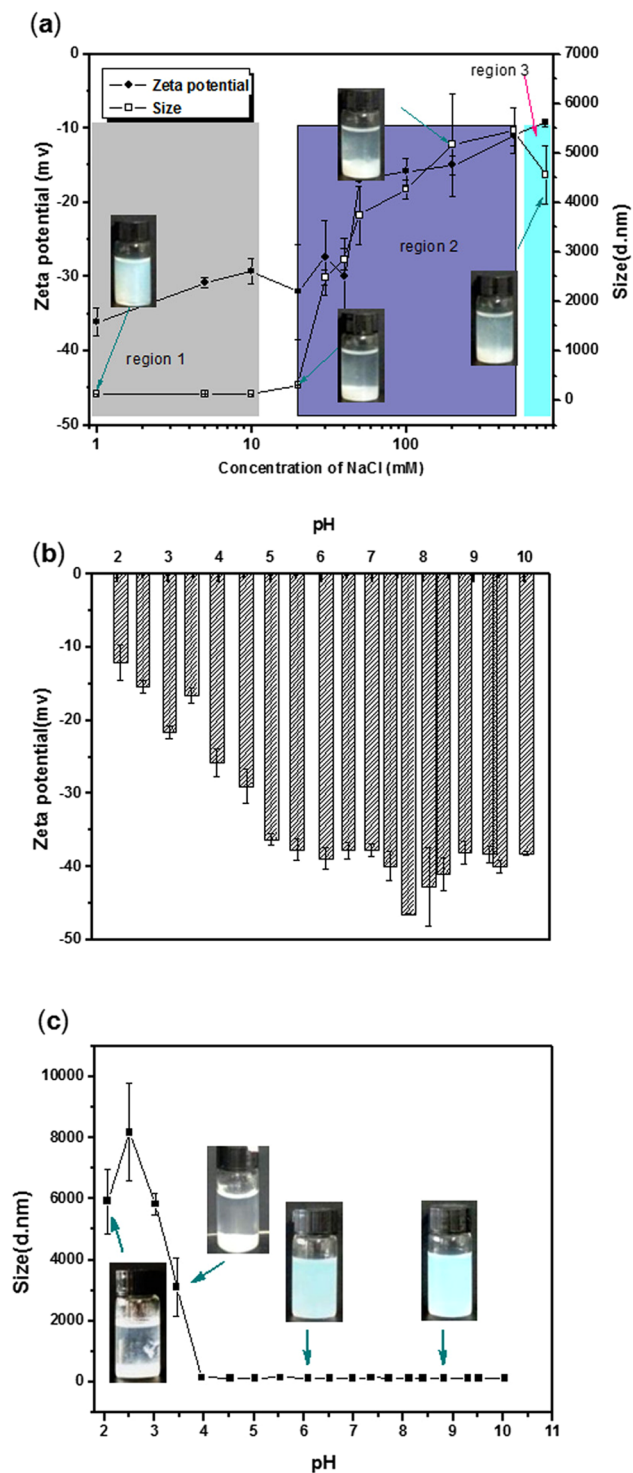 (a)
Zeta potential
Size
region 1
region 2
region 3
0
-10
-20
-30
-40
-50
Zeta potential (m v)
7000
6000
5000
4000
3000
2000
1000
0
Size(d.nm)
1 10 100
Concentration of NaCl (mM)
pH
(b)
2 3 4 5 6 7 8 9 10
0
-10
-20
-30
-40
-50
Zeta potential(m v)
(c)
10000
8000
6000
4000
2000
0
Size(d.nm)
2 3 4 5 6 7 8 9 10 11
pH